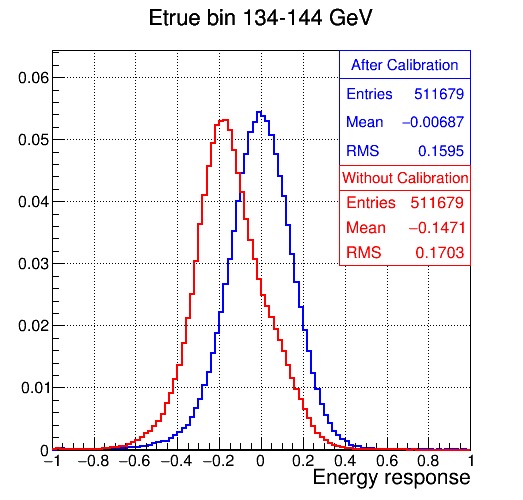 Etrue bin 134-144 GeV
After Calibration
Entries 511679
Mean −0.00687
RMS 0.1595
Without Calibration
Entries 511679
Mean −0.1471
RMS 0.1703
0.06
0.05
0.04
0.03
0.02
0.01
0
−1 −0.8 −0.6 −0.4 −0.2 0 0.2 0.4 0.6 0.8 1
Energy response